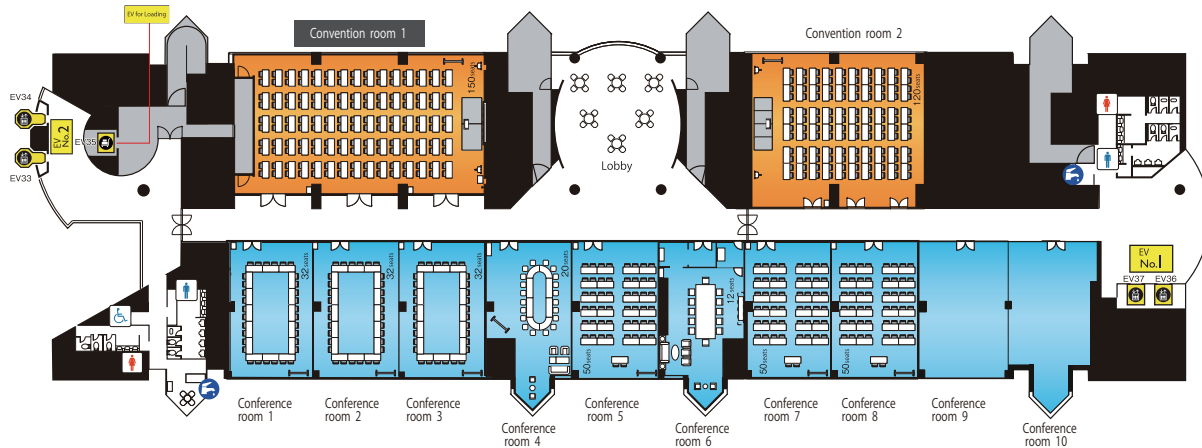 EV for Loading
Convention room 1
Convention room 2
EV34
EV
No.2
EV35
EV33
150 seats
Lobby
120 seats
32 seats
32 seats
32 seats
20 seats
50 seats
12 seats
50 seats
50 seats
EV
No.1
EV37
EV36
Conference
room 1
Conference
room 2
Conference
room 3
Conference
room 4
Conference
room 5
Conference
room 6
Conference
room 7
Conference
room 8
Conference
room 9
Conference
room 10